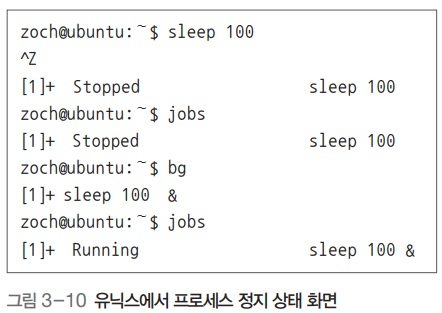 zoch@ubuntu:~$ sleep 100
^Z
[1]+ Stopped sleep 100
zoch@ubuntu:~$ jobs
[1]+ Stopped sleep 100
zoch@ubuntu:~$ bg
[1]+ sleep 100 &
zoch@ubuntu:~$ jobs
[1]+ Running sleep 100 &
그림 3-10 유닉스에서 프로세스 정지 상태 화면